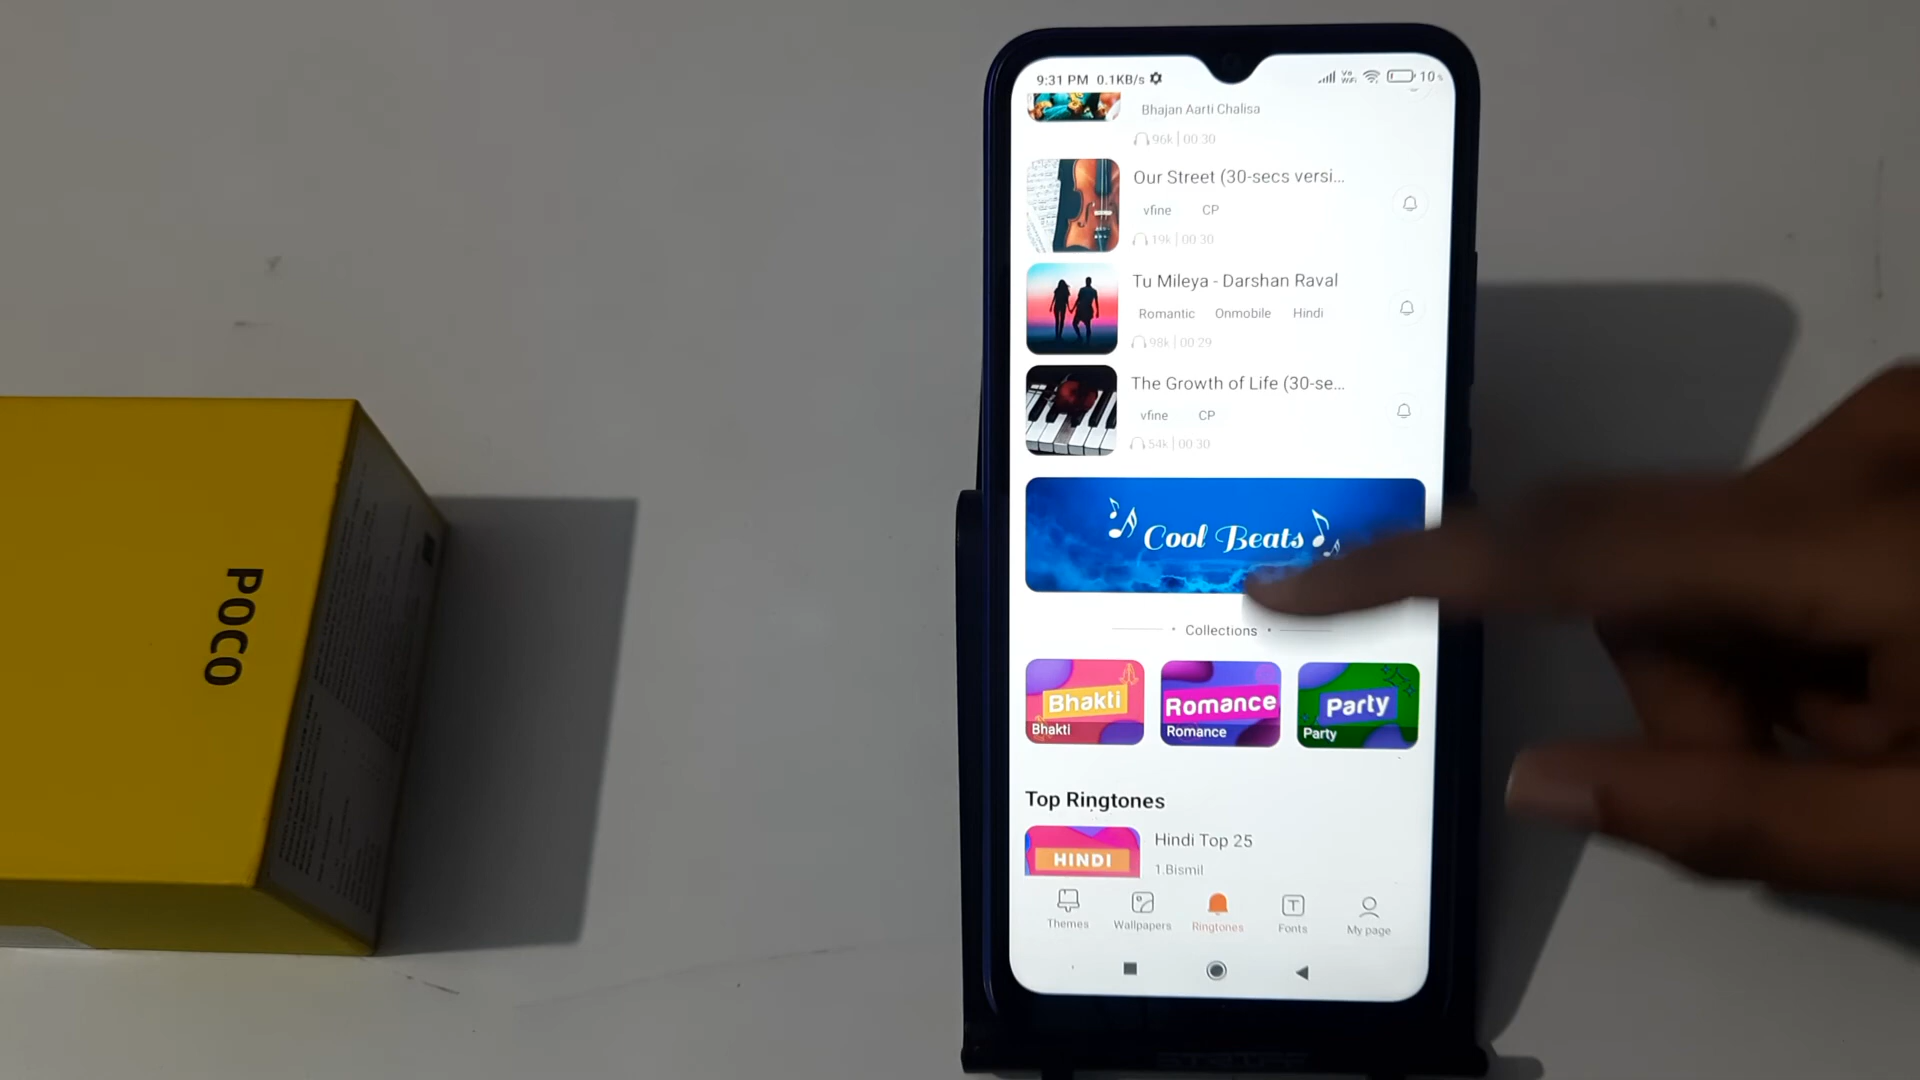 POCO
9:31 PM 0.1KB/s
Vo WiFi 10
Bhajan Aarti Chalisa
96k | 00:30
Our Street (30-secs versi...
vfine CP
19k | 00:30
Tu Mileya - Darshan Raval
Romantic Onmobile Hindi
98k | 00:29
The Growth of Life (30-se...
vfine CP
54k | 00:30
Cool Beats
Collections
Bhakti Romance Party
Bhakti Romance Party
Top Ringtones
Hindi Top 25
HINDI
1.Bismil
Themes Wallpapers Ringtones Fonts My page